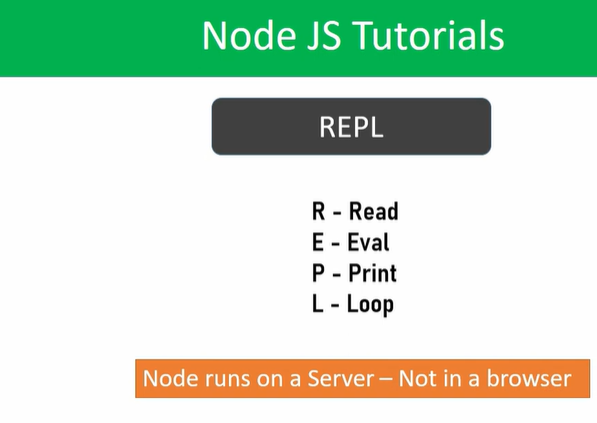 Node JS Tutorials
REPL
R - Read
E - Eval
P - Print
L - Loop
Node runs on a Server – Not in a browser